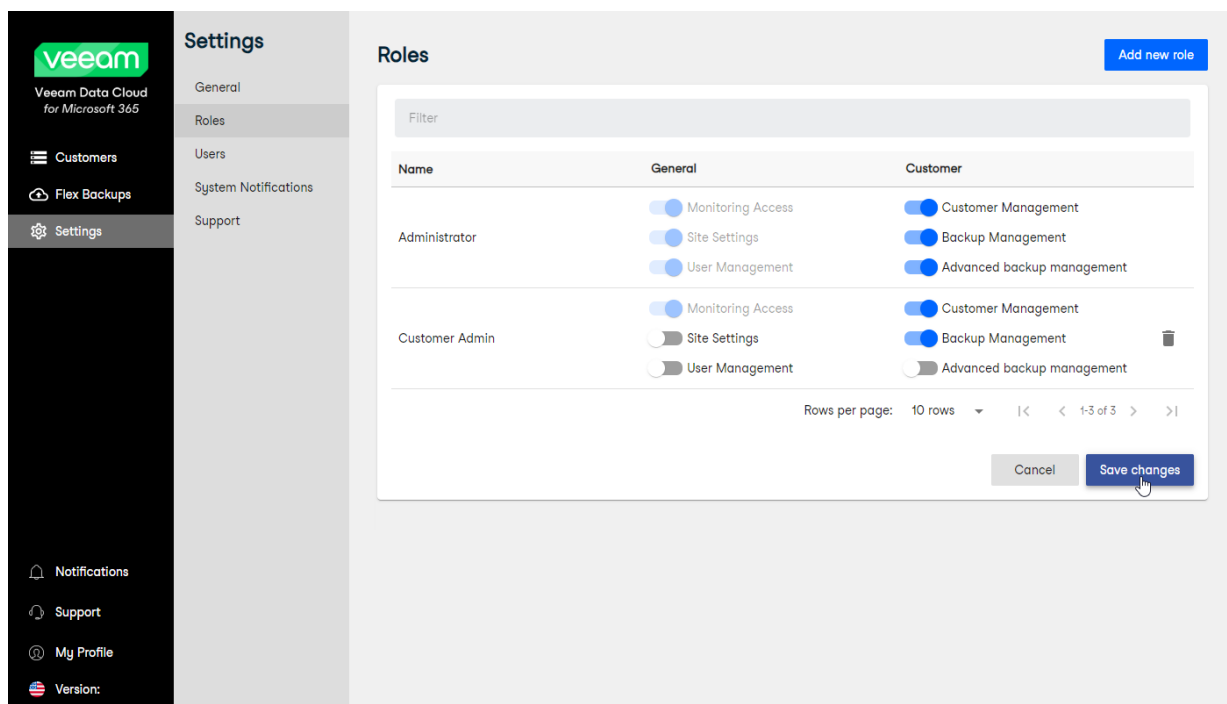 veeam
Veeam Data Cloud
for Microsoft 365
Customers
Flex Backups
Settings
Notifications
Support
My Profile
Version:
Settings
General
Roles
Users
System Notifications
Support
Roles
Add new role
Filter
Name General Customer
Administrator
Monitoring Access
Site Settings
User Management
Customer Management
Backup Management
Advanced backup management
Customer Admin
Monitoring Access
Site Settings
User Management
Customer Management
Backup Management
Advanced backup management
Rows per page: 10 rows 1-3 of 3
Cancel Save changes